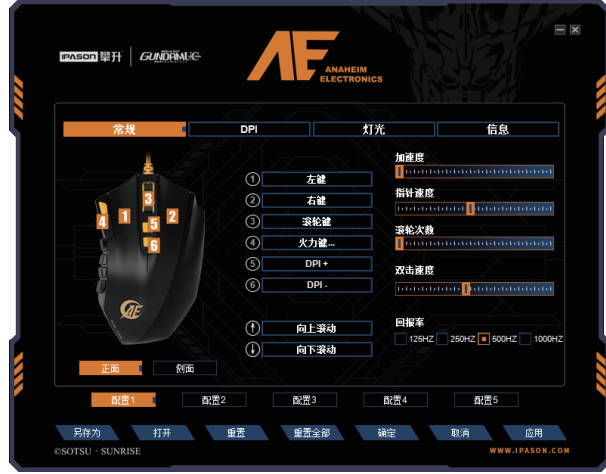 IPASON 攀升 GUNDAM UC
AE ANAHEIM
ELECTRONICS
常规 DPI 灯光 信息
加速度
指针速度
滚轮次数
双击速度
回报率
125HZ 250HZ 500HZ 1000HZ
1 左键
2 右键
3 滚轮键
4 火力键...
5 DPI +
6 DPI -
向上滚动
向下滚动
4 1 3 2
5
6
AE
正面 侧面
配置1 配置2 配置3 配置4 配置5
另存为 打开 重置 重置全部 确定 取消 应用
©SOTSU · SUNRISE WWW.IPASON.COM